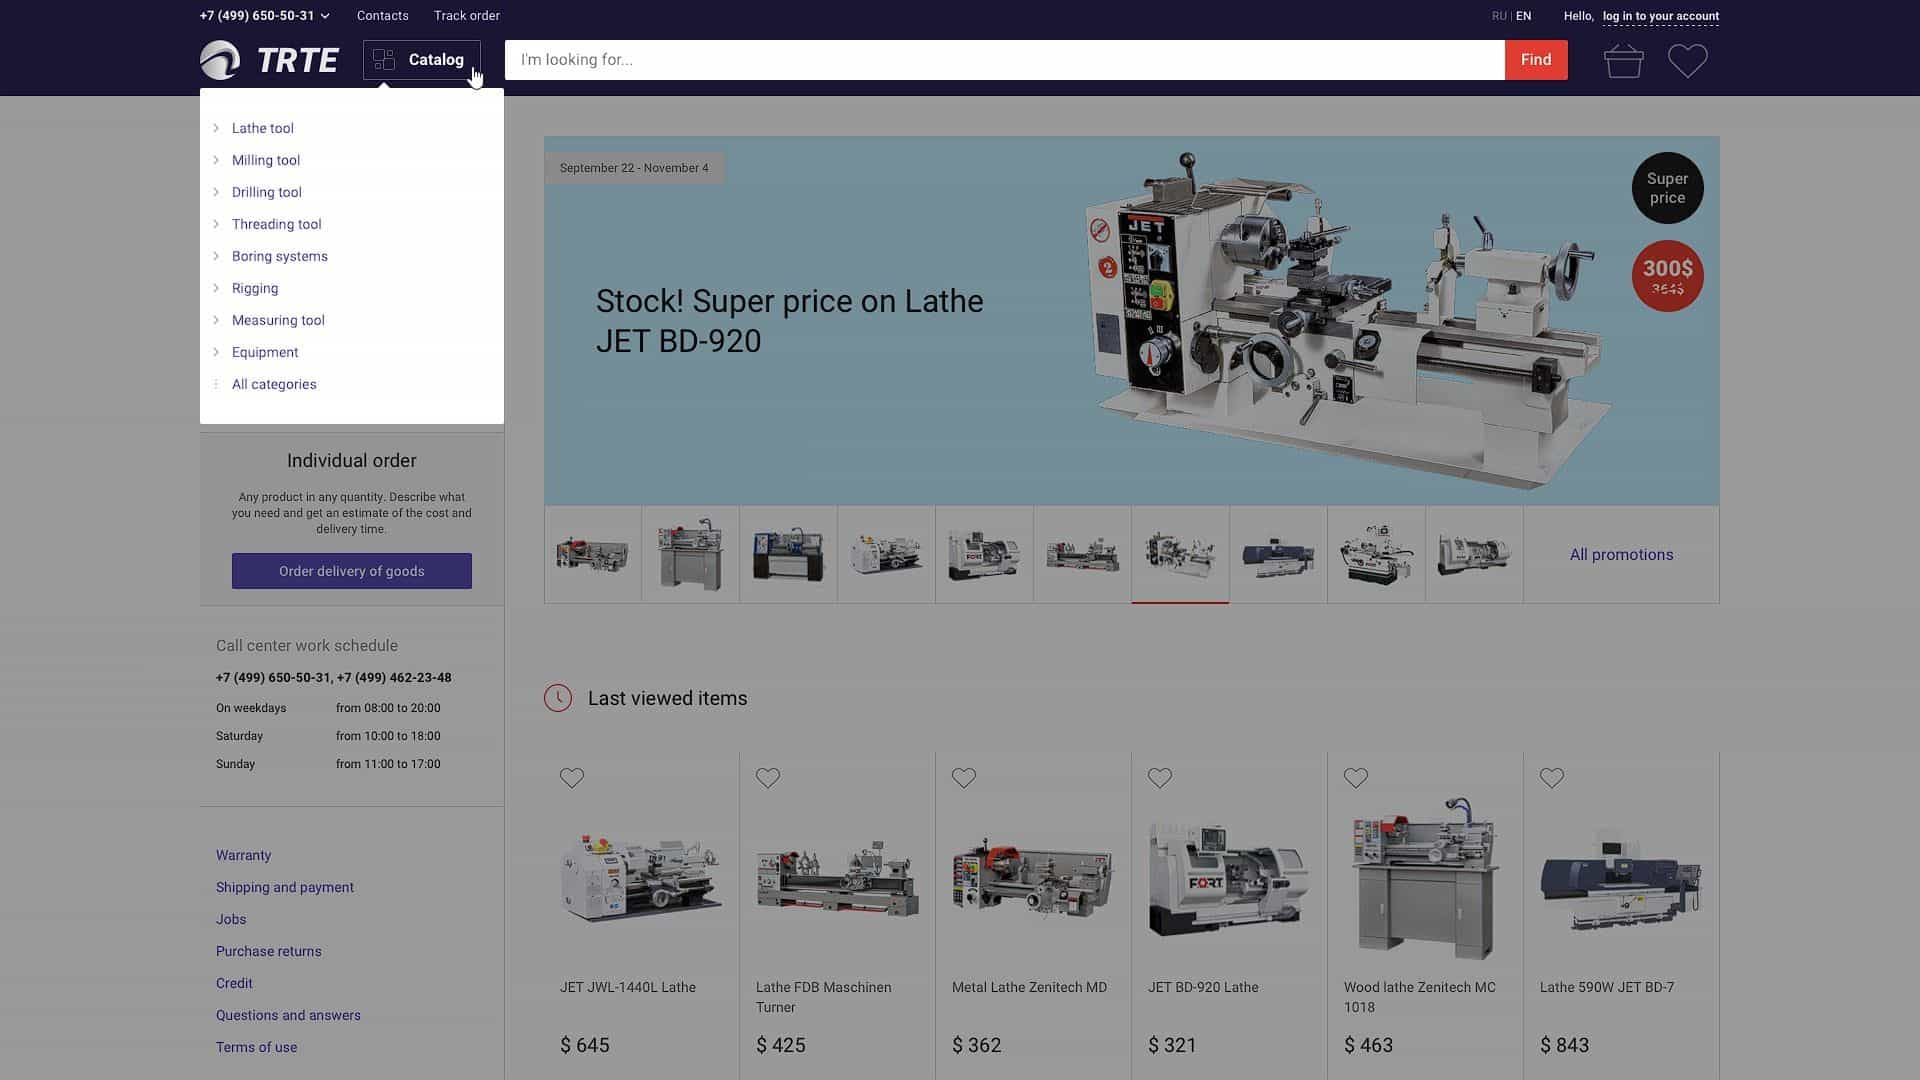 +7 (499) 650-50-31
Contacts
Track order
RU | EN
Hello, log in to your account
TRTE
Catalog
I'm looking for...
Find
Lathe tool
Milling tool
Drilling tool
Threading tool
Boring systems
Rigging
Measuring tool
Equipment
All categories
September 22 - November 4
Stock! Super price on Lathe
JET BD-920
JET
2
Super
price
300$
364$
All promotions
Individual order
Any product in any quantity. Describe what
you need and get an estimate of the cost and
delivery time.
Order delivery of goods
Call center work schedule
+7 (499) 650-50-31, +7 (499) 462-23-48
On weekdays from 08:00 to 20:00
Saturday from 10:00 to 18:00
Sunday from 11:00 to 17:00
Warranty
Shipping and payment
Jobs
Purchase returns
Credit
Questions and answers
Terms of use
Last viewed items
FORT
JET JWL-1440L Lathe
$ 645
Lathe FDB Maschinen
Turner
$ 425
Metal Lathe Zenitech MD
$ 362
JET BD-920 Lathe
$ 321
Wood lathe Zenitech MC
1018
$ 463
Lathe 590W JET BD-7
$ 843